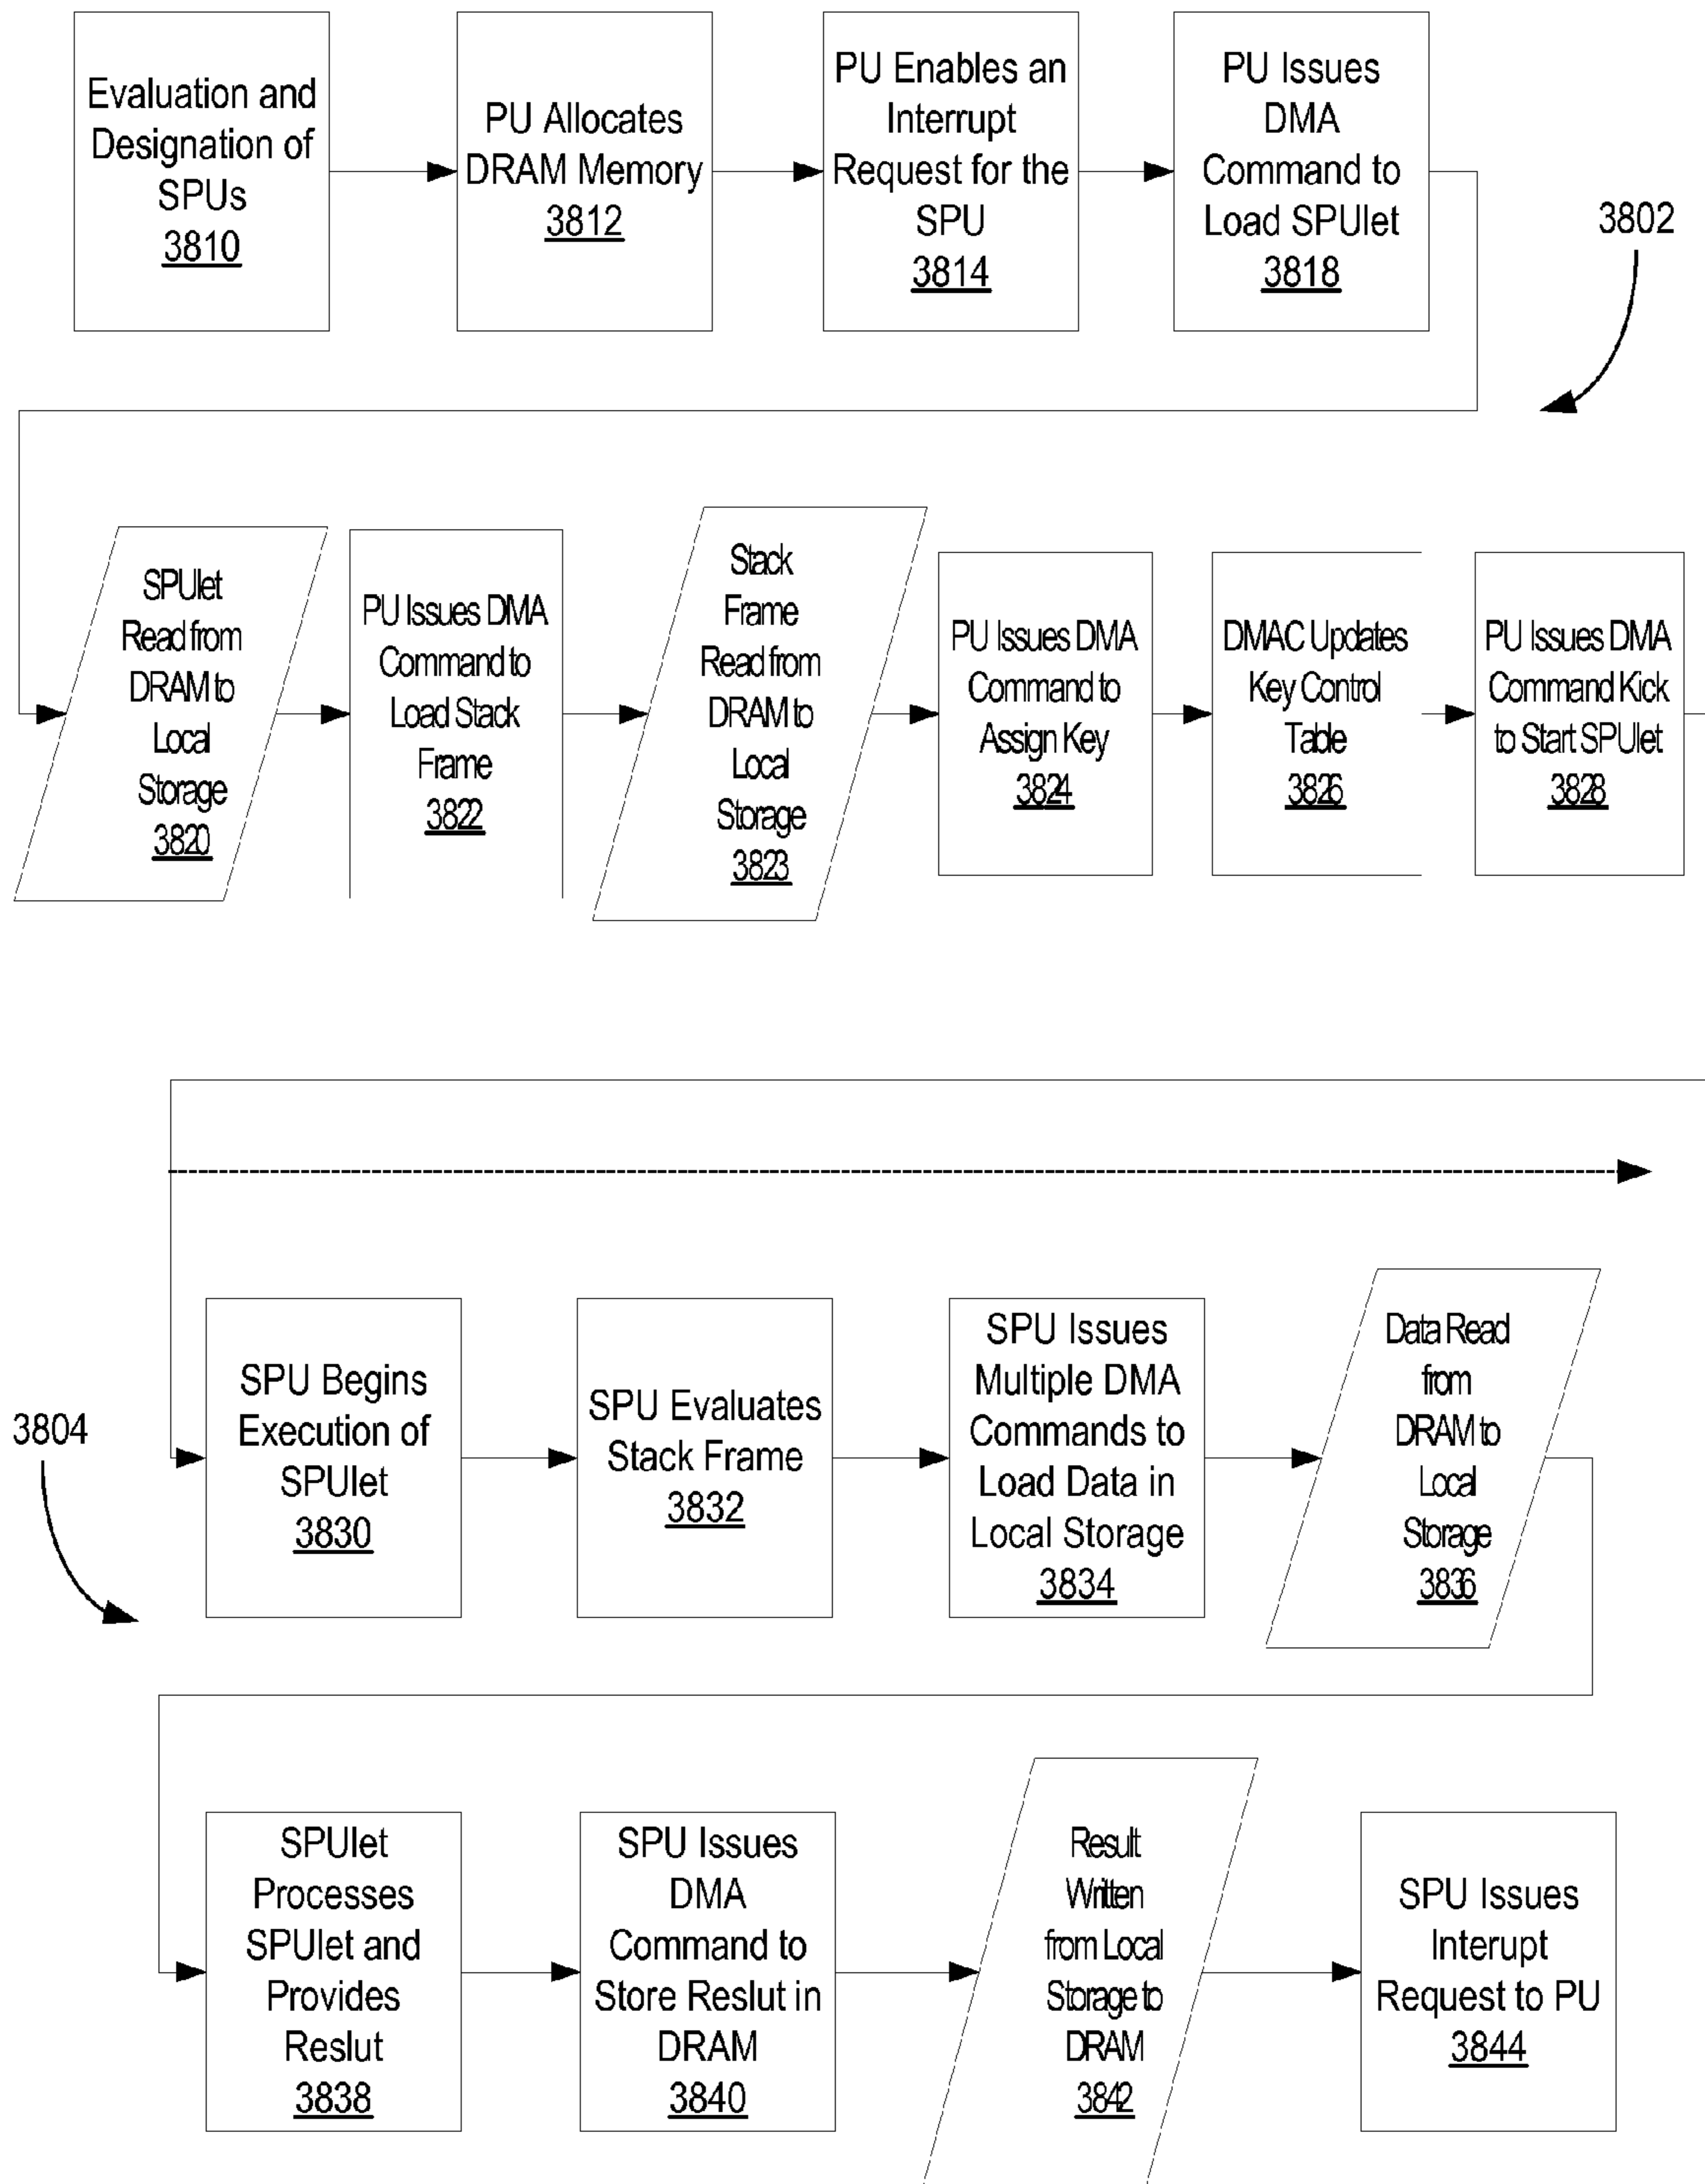 Evaluation and
Designation of
SPUs
3810
PU Allocates
DRAM Memory
3812
PU Enables an
Interrupt
Request for the
SPU
3814
PU Issues
DMA
Command to
Load SPUlet
3818
3802
SPUlet
Read from
DRAM to
Local
Storage
3820
PU Issues DMA
Command to
Load Stack
Frame
3822
Stack
Frame
Read from
DRAM to
Local
Storage
3823
PU Issues DMA
Command to
Assign Key
3824
DMAC Updates
Key Control
Table
3826
PU Issues DMA
Command Kick
to Start SPUlet
3828
3804
SPU Begins
Execution of
SPUlet
3830
SPU Evaluates
Stack Frame
3832
SPU Issues
Multiple DMA
Commands to
Load Data in
Local Storage
3834
Data Read
from
DRAM to
Local
Storage
3836
SPUlet
Processes
SPUlet and
Provides
Reslut
3838
SPU Issues
DMA
Command to
Store Reslut in
DRAM
3840
Result
Written
from Local
Storage to
DRAM
3842
SPU Issues
Interupt
Request to PU
3844